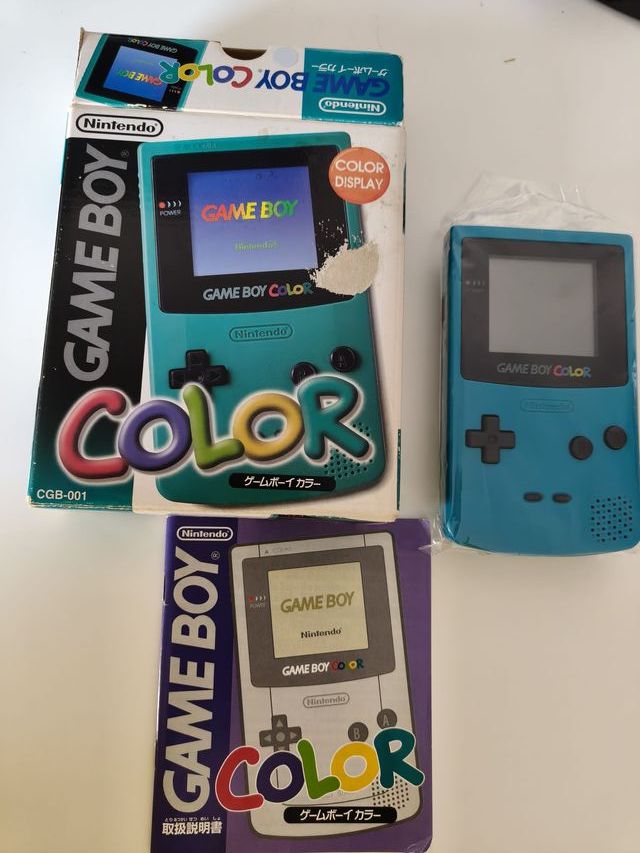 GAME BOY COLOR
GAME BOY COLOR
ゲームボーイ カラー
Nintendo
Nintendo
GAME BOY
COLOR
DISPLAY
POWER
GAME BOY
Nintendo
GAME BOY COLOR
Nintendo
COLOR
ゲームボーイ カラー
CGB-001
GAME BOY COLOR
Nintendo
Nintendo
GAME BOY
POWER
GAME BOY
Nintendo
GAME BOY COLOR
Nintendo
B A
COLOR
ゲームボーイ カラー
取扱説明書